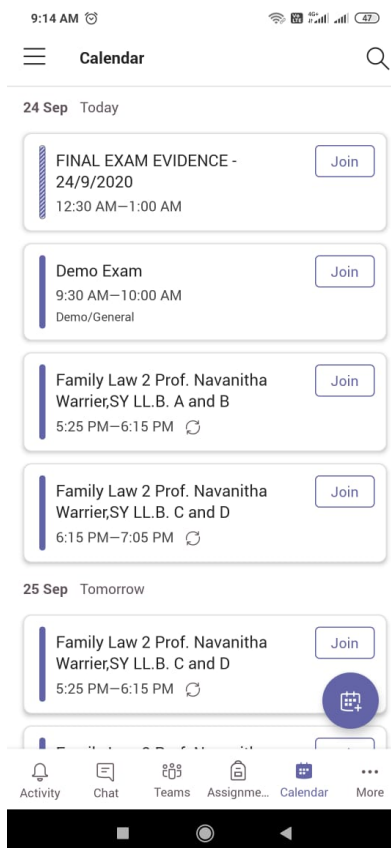 9:14 AM
4G+
47
Calendar
24 Sep Today
FINAL EXAM EVIDENCE -
24/9/2020
12:30 AM–1:00 AM
Join
Demo Exam
9:30 AM–10:00 AM
Demo/General
Join
Family Law 2 Prof. Navanitha
Warrier,SY LL.B. A and B
5:25 PM–6:15 PM
Join
Family Law 2 Prof. Navanitha
Warrier,SY LL.B. C and D
6:15 PM–7:05 PM
Join
25 Sep Tomorrow
Family Law 2 Prof. Navanitha
Warrier,SY LL.B. C and D
5:25 PM–6:15 PM
Join
Activity
Chat
Teams
Assignme...
Calendar
More